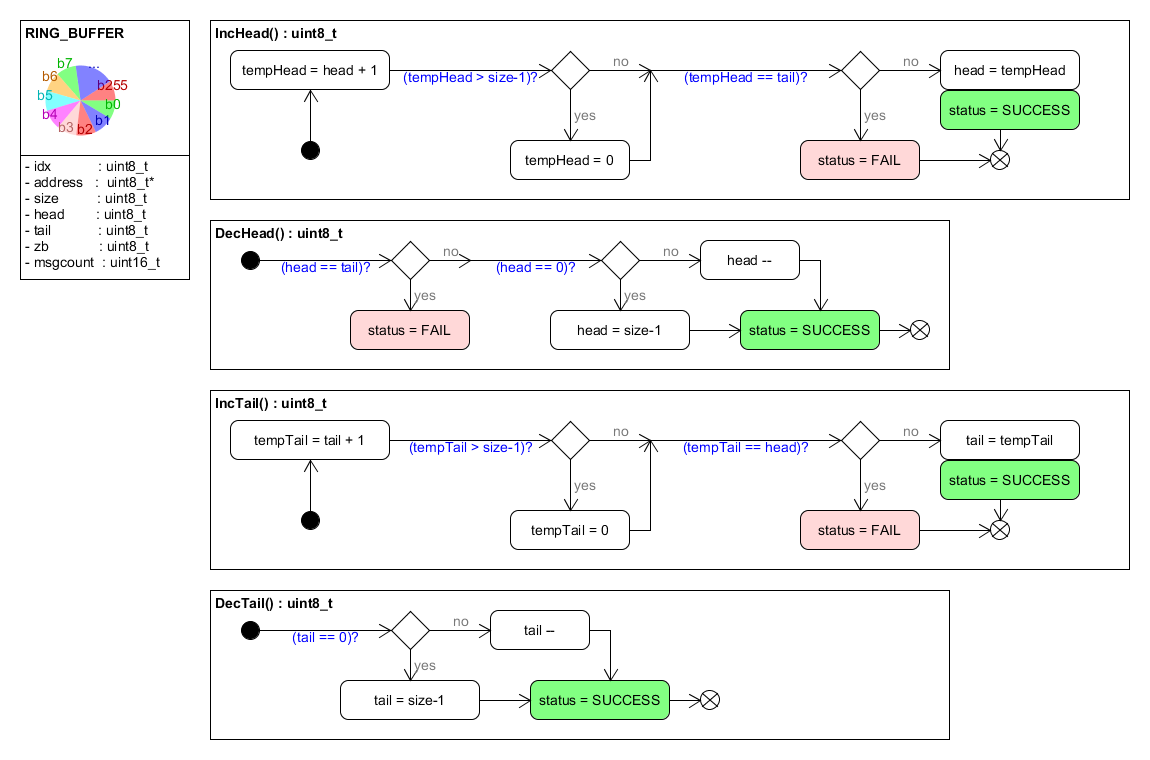 RING_BUFFER
b7
...
b6
b255
b5
b0
b4
b1
b3
b2
- idx : uint8_t
- address : uint8_t*
- size : uint8_t
- head : uint8_t
- tail : uint8_t
- zb : uint8_t
- msgcount : uint16_t
IncHead() : uint8_t
tempHead = head + 1
(tempHead > size-1)?
no
yes
tempHead = 0
(tempHead == tail)?
no
yes
head = tempHead
status = SUCCESS
status = FAIL
DecHead() : uint8_t
(head == tail)?
no
yes
status = FAIL
(head == 0)?
no
yes
head --
head = size-1
status = SUCCESS
IncTail() : uint8_t
tempTail = tail + 1
(tempTail > size-1)?
no
yes
tempTail = 0
(tempTail == head)?
no
yes
tail = tempTail
status = SUCCESS
status = FAIL
DecTail() : uint8_t
(tail == 0)?
no
yes
tail --
tail = size-1
status = SUCCESS